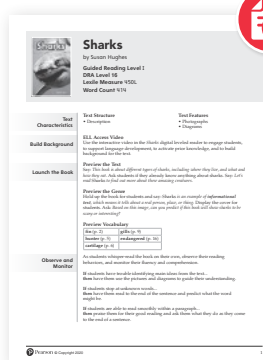 Sharks
Sharks
by Susan Hughes
Guided Reading Level I
DRA Level 16
Lexile Measure 450L
Word Count 474
Text
Characteristics
Text Structure
• Description
Text Features
• Photographs
• Diagrams
Build Background
ELL Access Video
Use the interactive video in the Sharks digital leveled reader to engage students,
to support language development, to activate prior knowledge, and to build
background for the text.
Launch the Book
Preview the Text
Say: This book is about different types of sharks, including where they live, and what and
how they eat. Ask students if they already know anything about sharks. Say: Let's
read Sharks to find out more about these amazing creatures.
Preview the Genre
Hold up the book for students and say: Sharks is an example of informational
text, which means it tells about a real person, place, or thing. Display the cover for
students. Ask: Based on this image, can you predict if this book will show sharks to be
scary or interesting?
Preview Vocabulary
fin (p. 2) gills (p. 9)
hunter (p. 5) endangered (p. 16)
cartilage (p. 6)
Observe and
Monitor
As students whisper-read the book on their own, observe their reading
behaviors, and monitor their fluency and comprehension.
If students have trouble identifying main ideas from the text...
then have them use the pictures and diagrams to guide their understanding.
If students stop at unknown words...
then have them read to the end of the sentence and predict what the word
might be.
If students are able to read smoothly within a paragraph...
then praise them for their good reading and ask them what they do as they come
to the end of a sentence.
Pearson © Copyright 2020